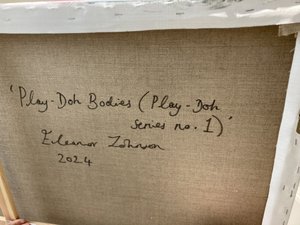 'Play-Doh Bodies (Play-Doh
series no. 1)'
Eleanor Johnson
2024